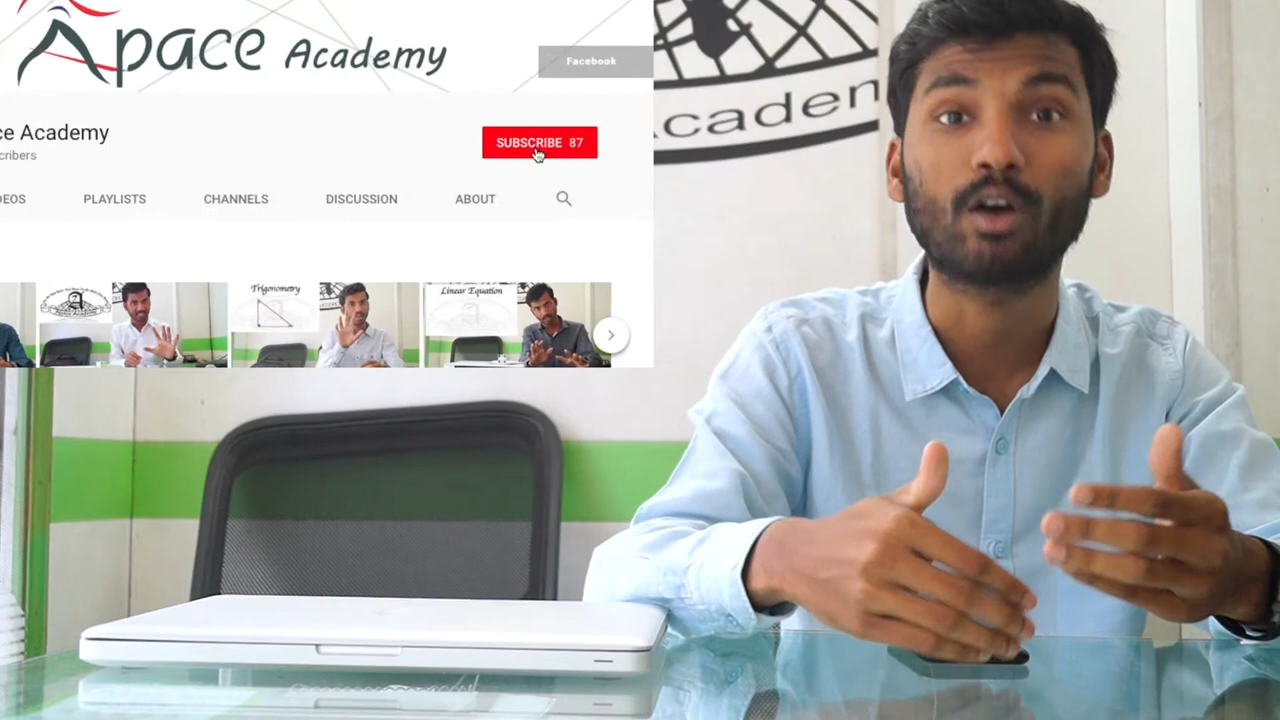 Apace Academy
Facebook
ce Academy
cribers
SUBSCRIBE 87
DEOS PLAYLISTS CHANNELS DISCUSSION ABOUT
Trigonometry
Linear Equation
Academ